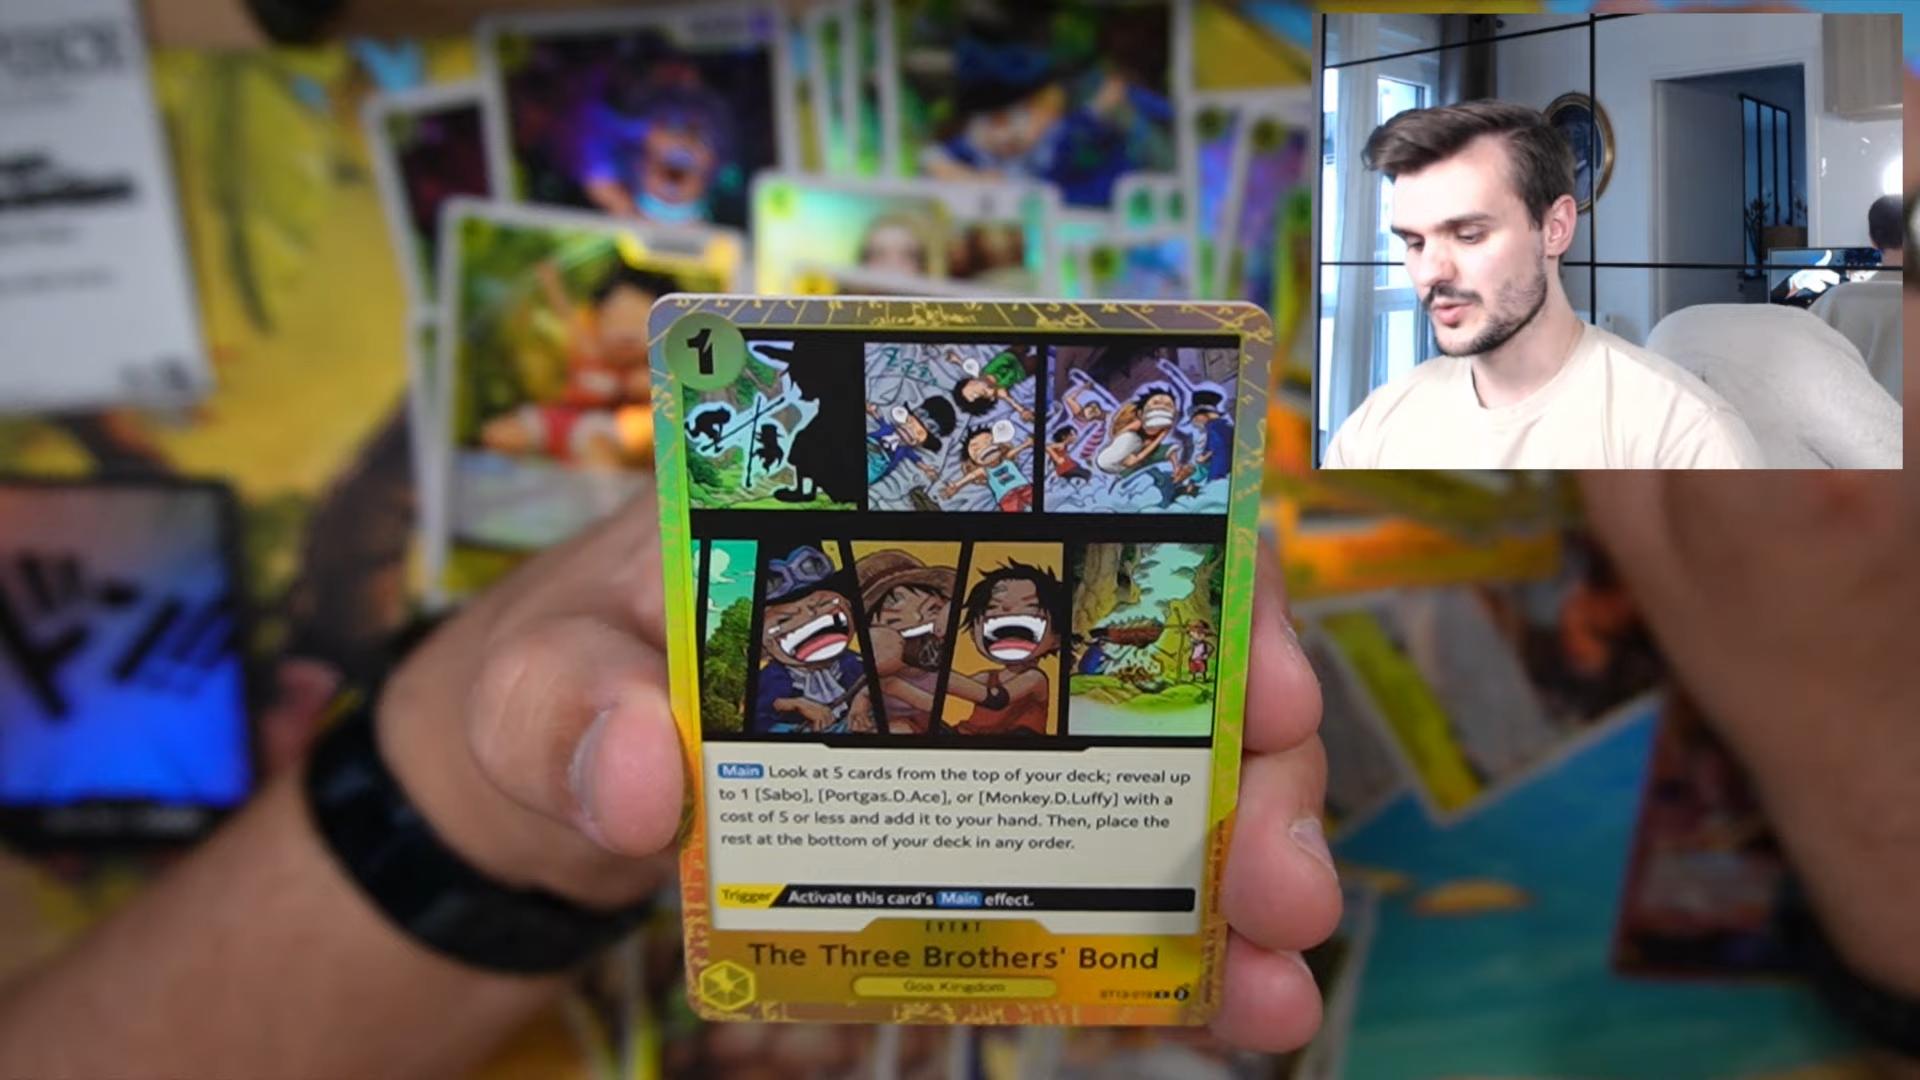 1
Main Look at 5 cards from the top of your deck; reveal up
to 1 [Sabo], [Portgas.D.Ace], or [Monkey.D.Luffy] with a
cost of 5 or less and add it to your hand. Then, place the
rest at the bottom of your deck in any order.
Trigger Activate this card's Main effect.
EVENT
The Three Brothers' Bond
Goa Kingdom